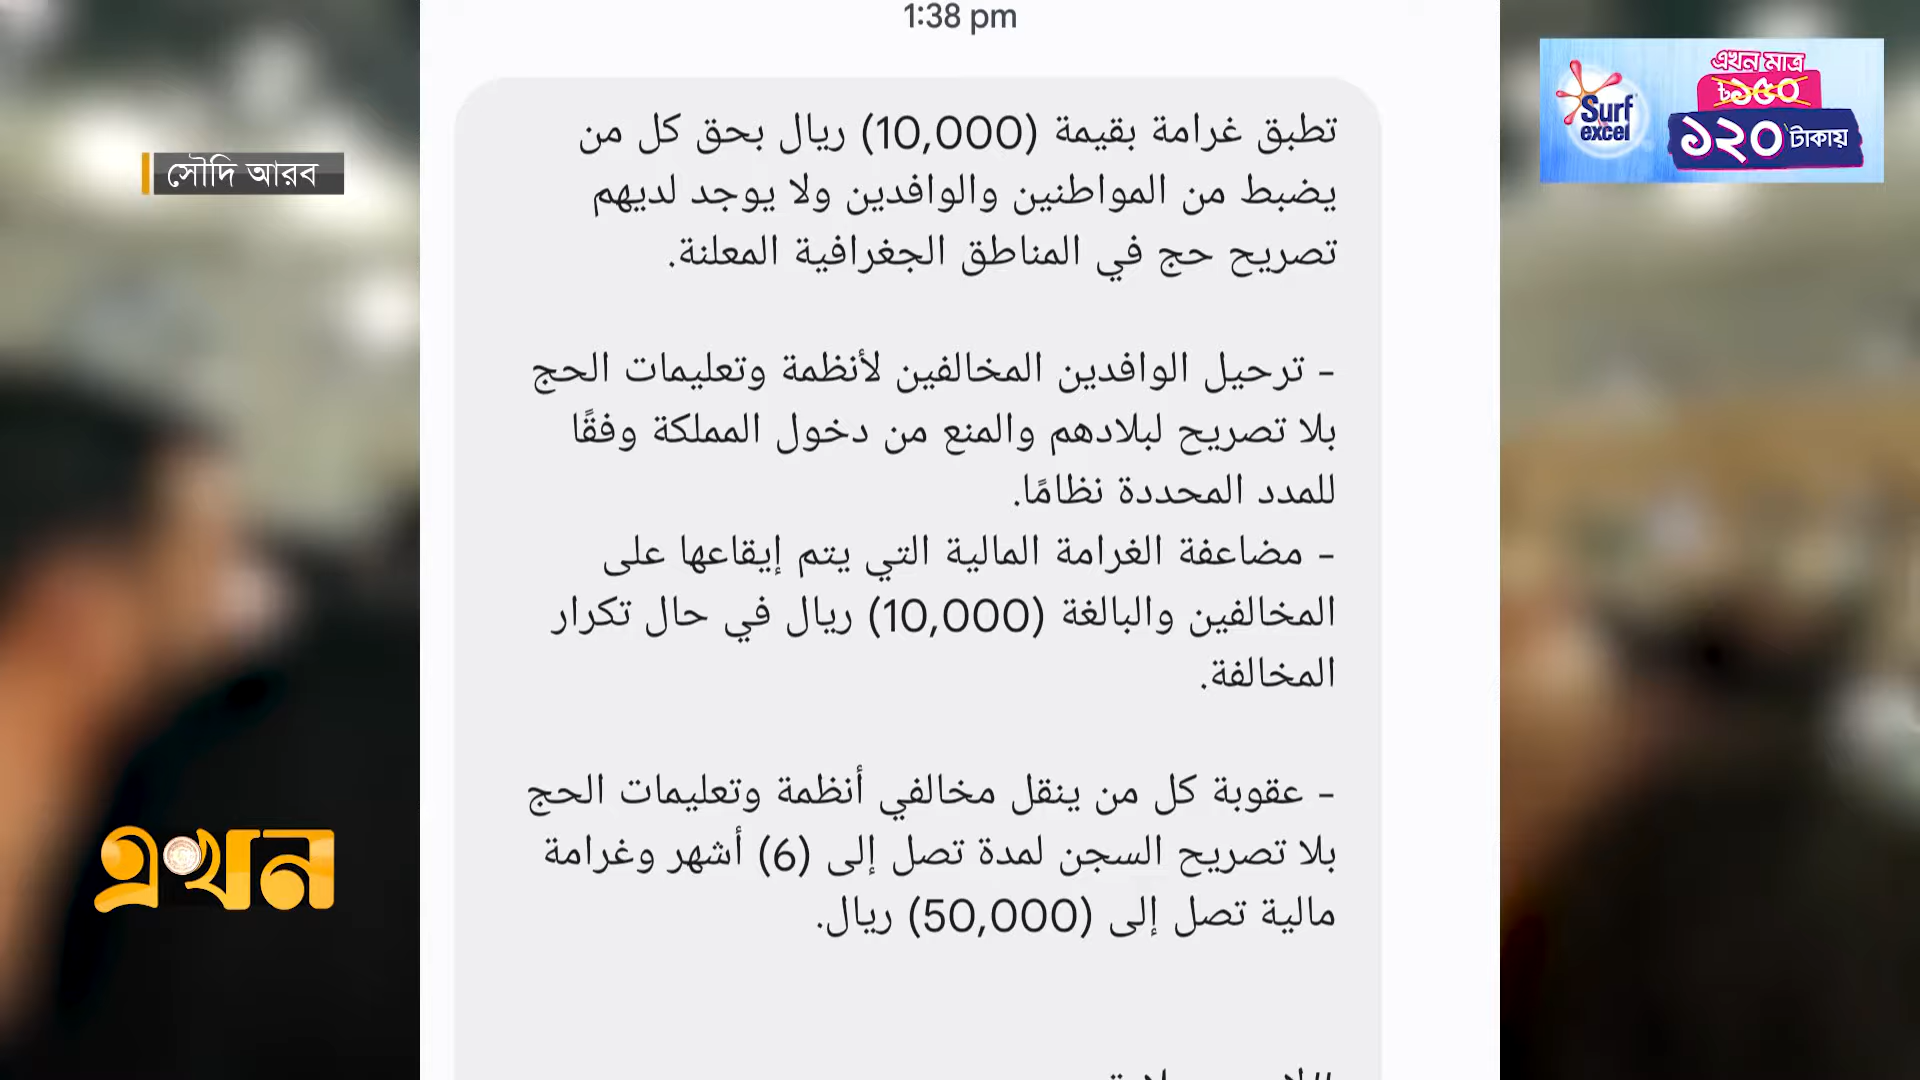 1:38 pm
تطبق غرامة بقيمة (10,000) ريال بحق كل من
يضبط من المواطنين والوافدين ولا يوجد لديهم
تصريح حج في المناطق الجغرافية المعلنة.
- ترحيل الوافدين المخالفين لأنظمة وتعليمات الحج
بلا تصريح لبلادهم والمنع من دخول المملكة وفقًا
للمدد المحددة نظامًا.
- مضاعفة الغرامة المالية التي يتم إيقاعها على
المخالفين والبالغة (10,000) ريال في حال تكرار
المخالفة.
- عقوبة كل من ينقل مخالفي أنظمة وتعليمات الحج
بلا تصريح السجن لمدة تصل إلى (6) أشهر وغرامة
مالية تصل إلى (50,000) ريال.
সৌদি আরব
এখন
Surf
excel
এখন মাত্র
৳১৫০
১২০ টাকায়